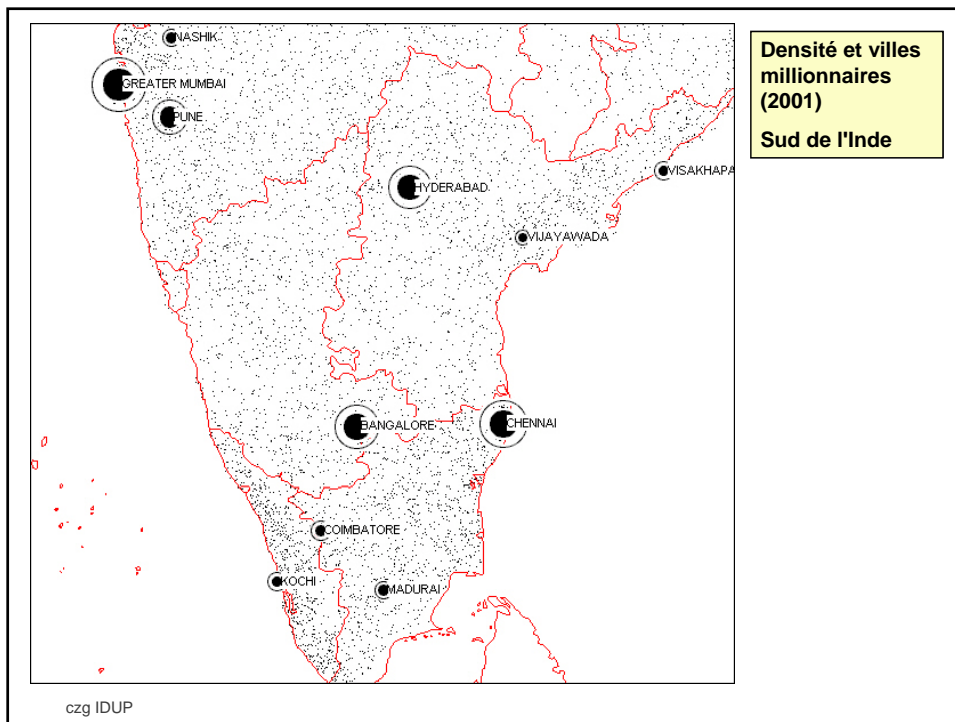 NASHIK
GREATER MUMBAI
PUNE
HYDERABAD
VISAKHAPA
VIJAYAWADA
BANGALORE
CHENNAI
COIMBATORE
KOCHI
MADURAI
Densité et villes
millionnaires
(2001)
Sud de l'Inde
czg IDUP